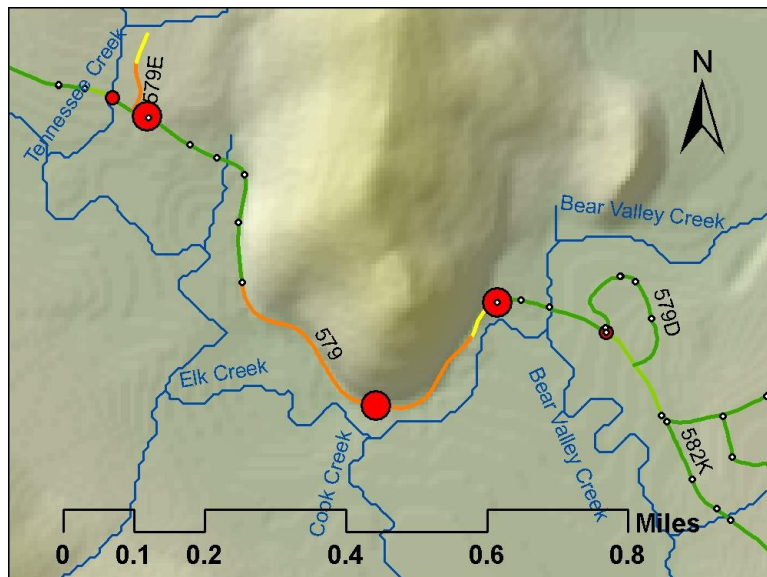 Tennessee Creek
579E
N
Bear Valley Creek
579D
579
Elk Creek
Bear Valley Creek
582K
Cook Creek
Miles
0 0.1 0.2 0.4 0.6 0.8